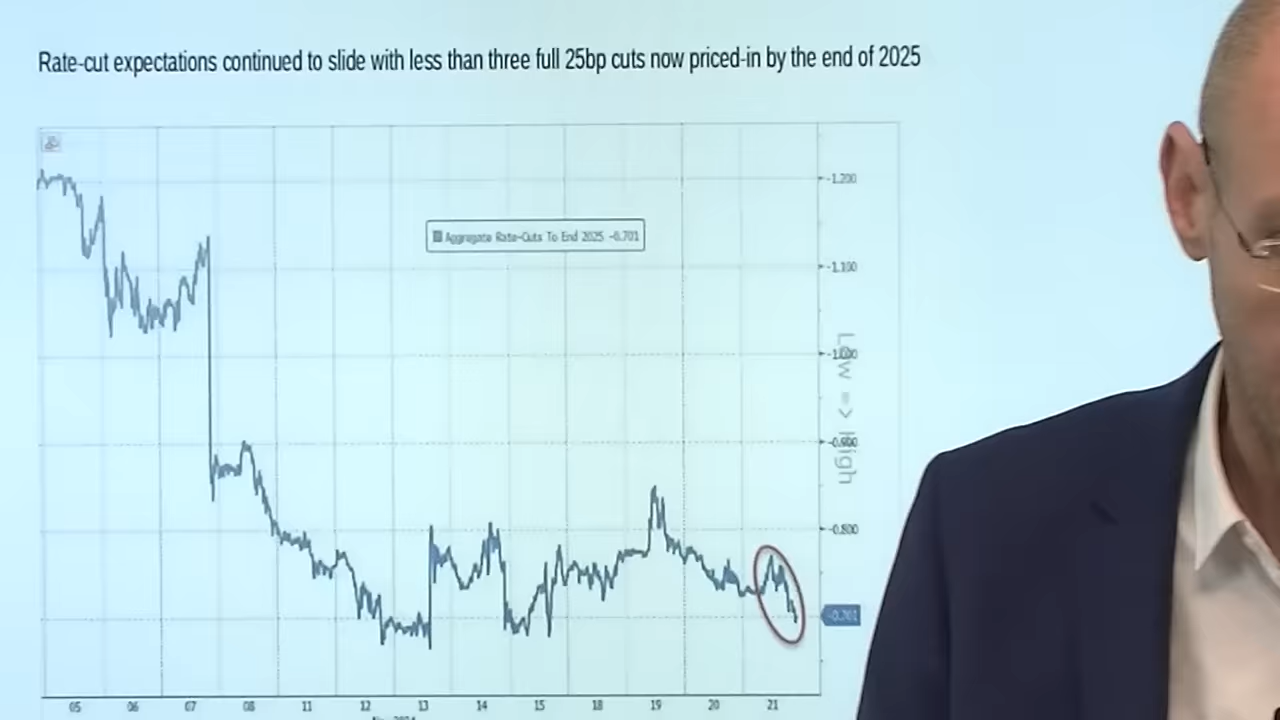 Rate-cut expectations continued to slide with less than three full 25bp cuts now priced-in by the end of 2025
Aggregate Rate-Cuts To End 2025 -0.701
-1.200
-1.100
-1.000
-0.900
-0.800
-0.701
Low => High
05 06 07 08 11 12 13 14 15 18 19 20 21
Nov 2024